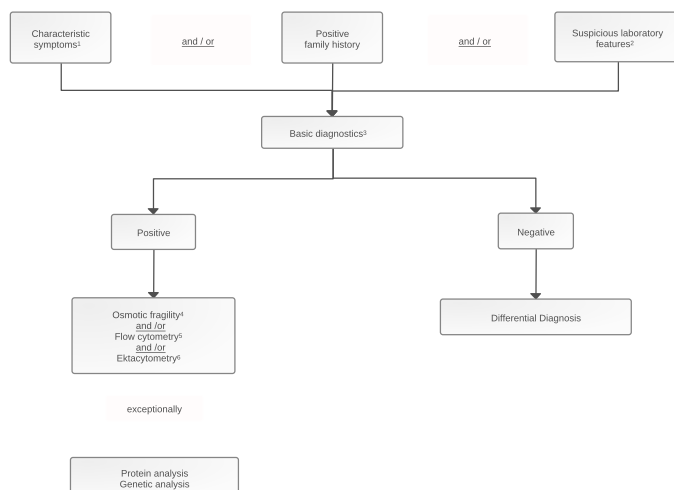 Characteristic
symptoms¹
and / or
Positive
family history
and / or
Suspicious laboratory
features²
Basic diagnostics³
Positive
Negative
Osmotic fragility⁴
and /or
Flow cytometry⁵
and /or
Ektacytometry⁶
Differential Diagnosis
exceptionally
Protein analysis
Genetic analysis